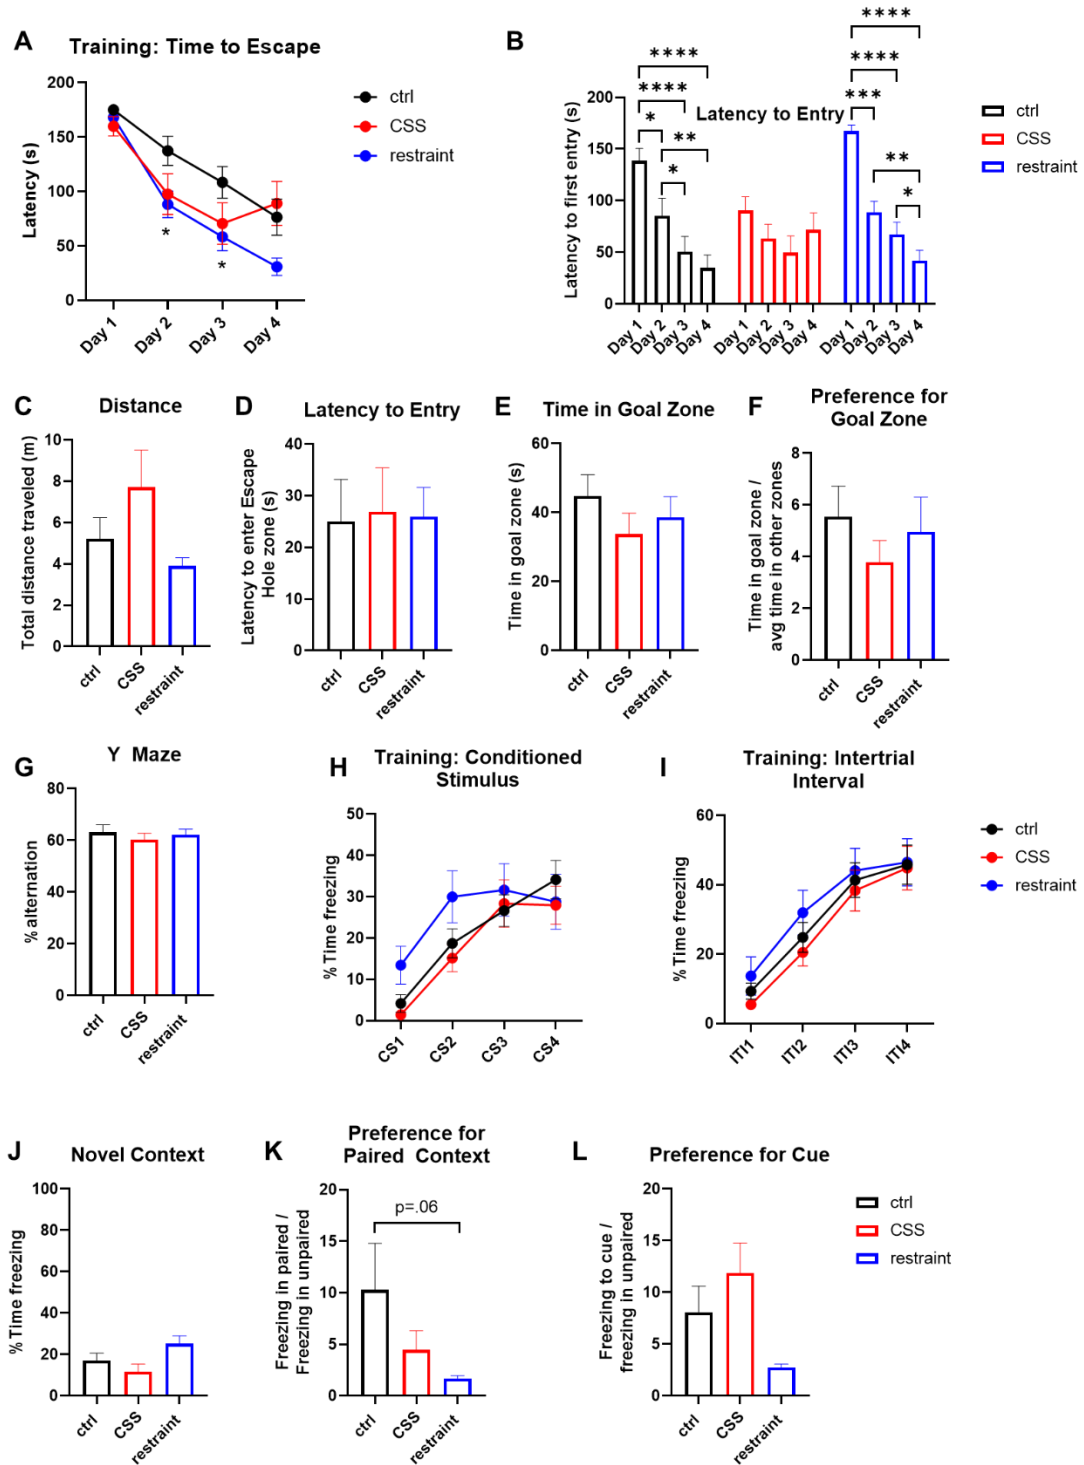 A Training: Time to Escape
Latency (s)
200
150
100
50
0
*
*
Day 1
Day 2
Day 3
Day 4
ctrl
CSS
restraint
B Latency to Entry
Latency to first entry (s)
200
150
100
50
0
****
****
*
**
*
****
****
***
**
*
Day 1
Day 2
Day 3
Day 4
Day 1
Day 2
Day 3
Day 4
Day 1
Day 2
Day 3
Day 4
ctrl
CSS
restraint
C Distance
Total distance traveled (m)
10
8
6
4
2
0
ctrl
CSS
restraint
D Latency to Entry
Latency to enter Escape
Hole zone (s)
40
30
20
10
0
ctrl
CSS
restraint
E Time in Goal Zone
Time in goal zone (s)
60
40
20
0
ctrl
CSS
restraint
F Preference for
Goal Zone
Time in goal zone /
avg time in other zones
8
6
4
2
0
ctrl
CSS
restraint
G Y Maze
% alternation
80
60
40
20
0
ctrl
CSS
restraint
H Training: Conditioned
Stimulus
% Time freezing
50
40
30
20
10
0
CS1
CS2
CS3
CS4
I Training: Intertrial
Interval
% Time freezing
60
40
20
0
ITI1
ITI2
ITI3
ITI4
ctrl
CSS
restraint
J Novel Context
% Time freezing
100
80
60
40
20
0
ctrl
CSS
restraint
K Preference for
Paired Context
Freezing in paired /
Freezing in unpaired
20
15
10
5
0
p=.06
ctrl
CSS
restraint
L Preference for Cue
Freezing to cue /
freezing in unpaired
20
15
10
5
0
ctrl
CSS
restraint
ctrl
CSS
restraint